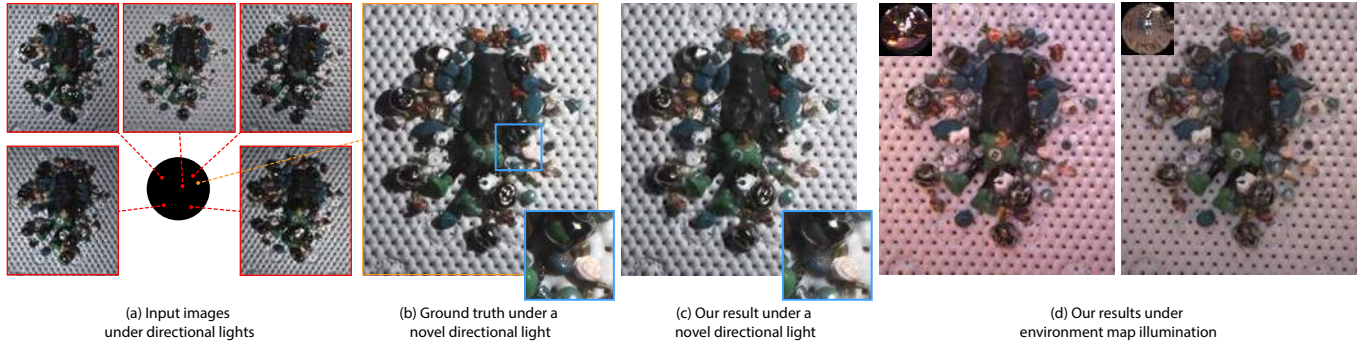 (a) Input images
under directional lights
(b) Ground truth under a
novel directional light
(c) Our result under a
novel directional light
(d) Our results under
environment map illumination